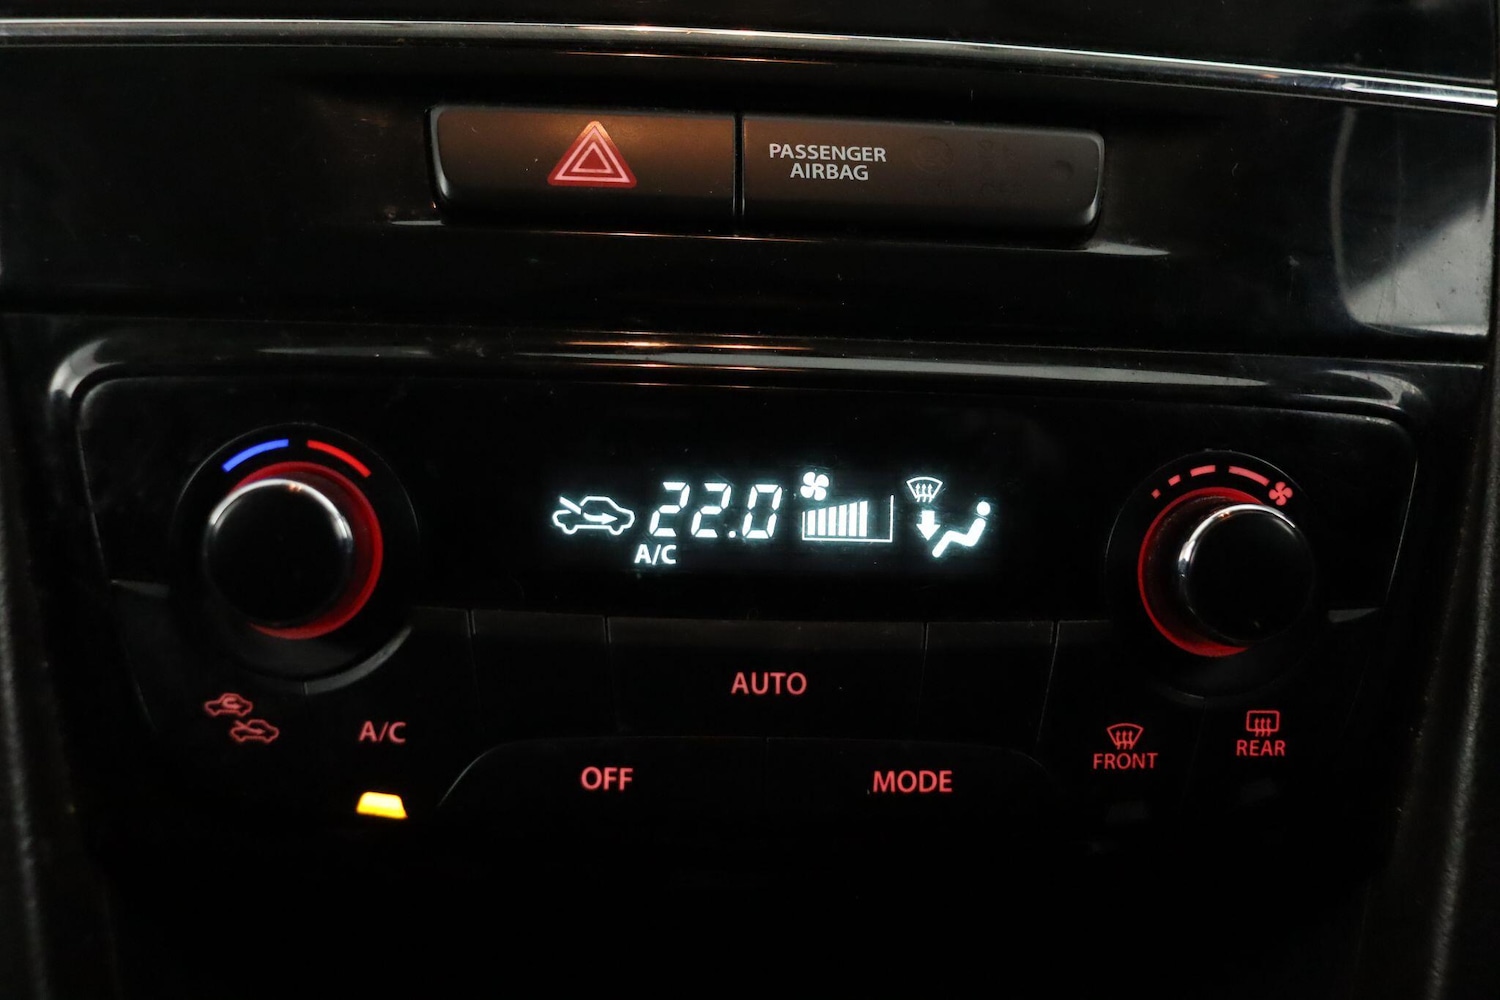 PASSENGER
AIRBAG
22.0
A/C
AUTO
A/C
OFF
MODE
FRONT
REAR